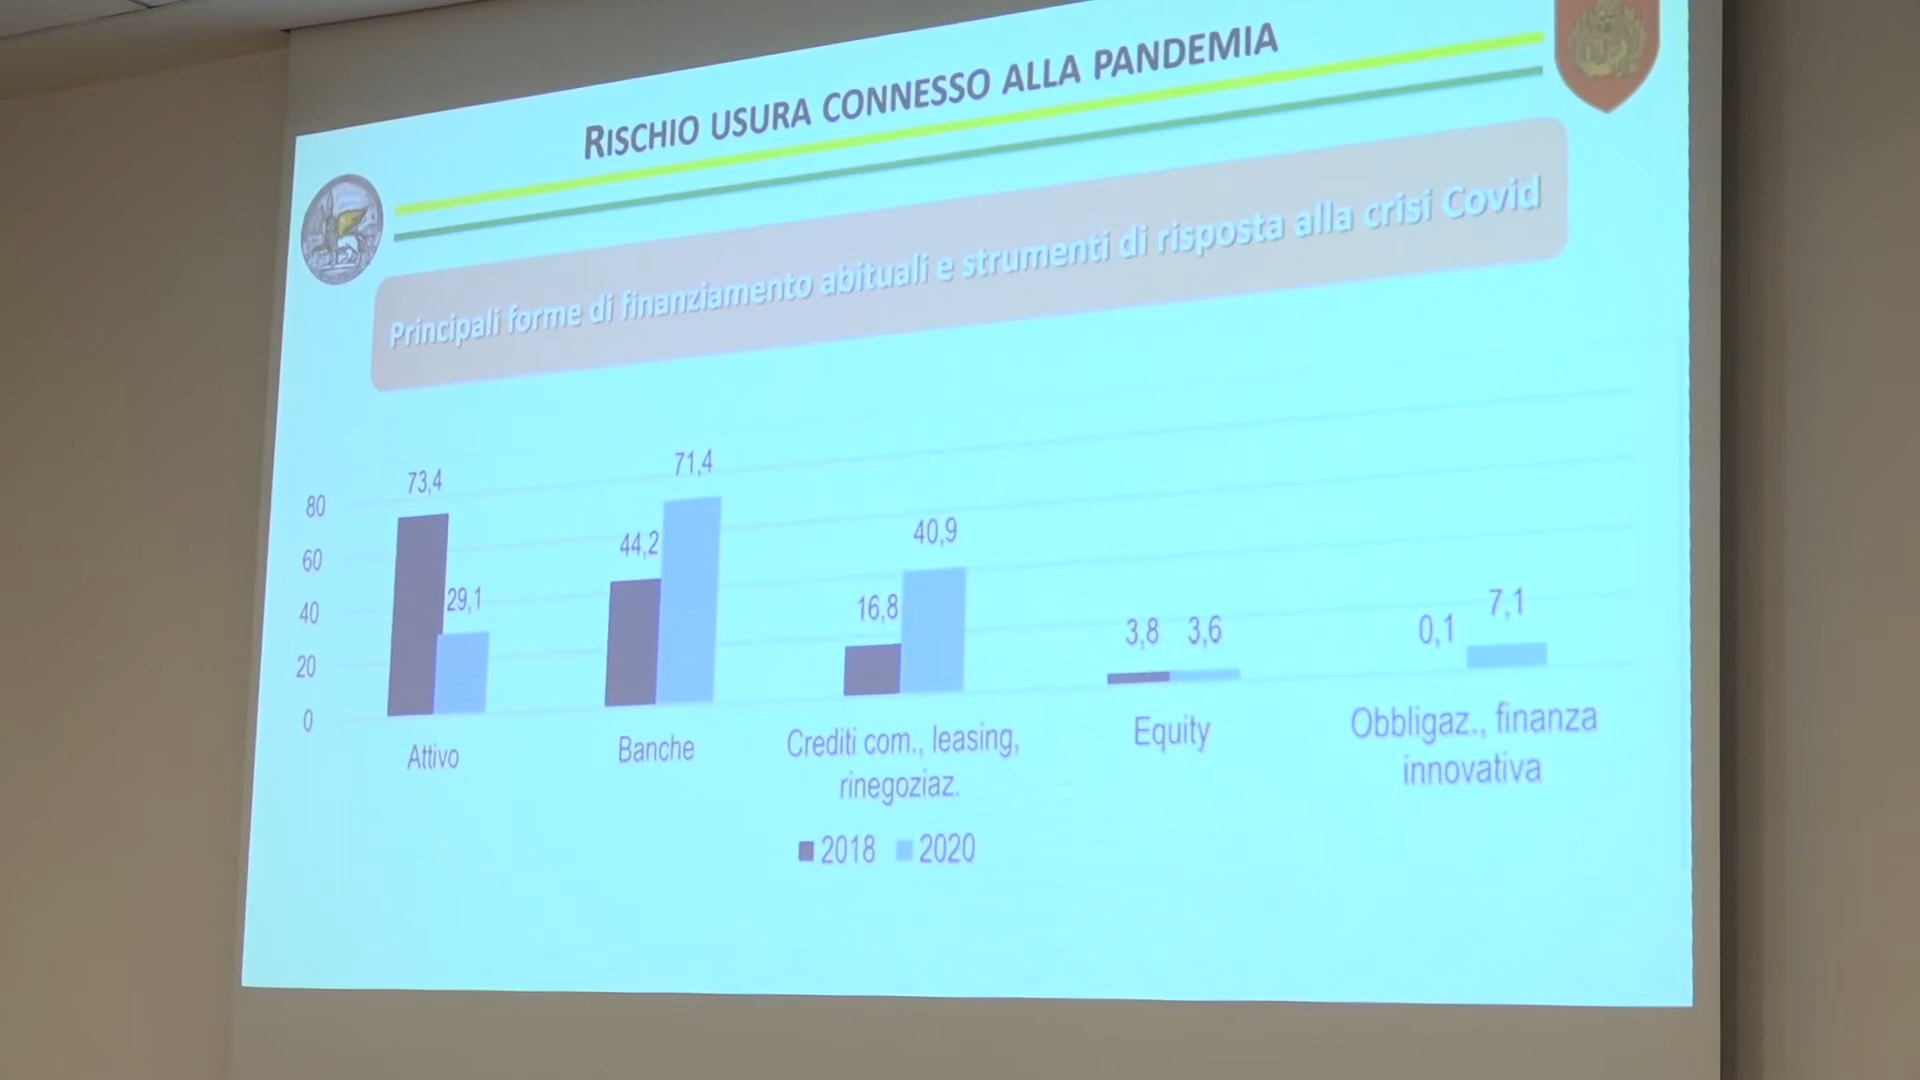 RISCHIO USURA CONNESSO ALLA PANDEMIA
Principali forme di finanziamento abituali e strumenti di risposta alla crisi Covid
80
60
40
20
0
73,4
29,1
44,2
71,4
16,8
40,9
3,8
3,6
0,1
7,1
Attivo
Banche
Crediti com., leasing,
rinegoziaz.
Equity
Obbligaz., finanza
innovativa
2018
2020